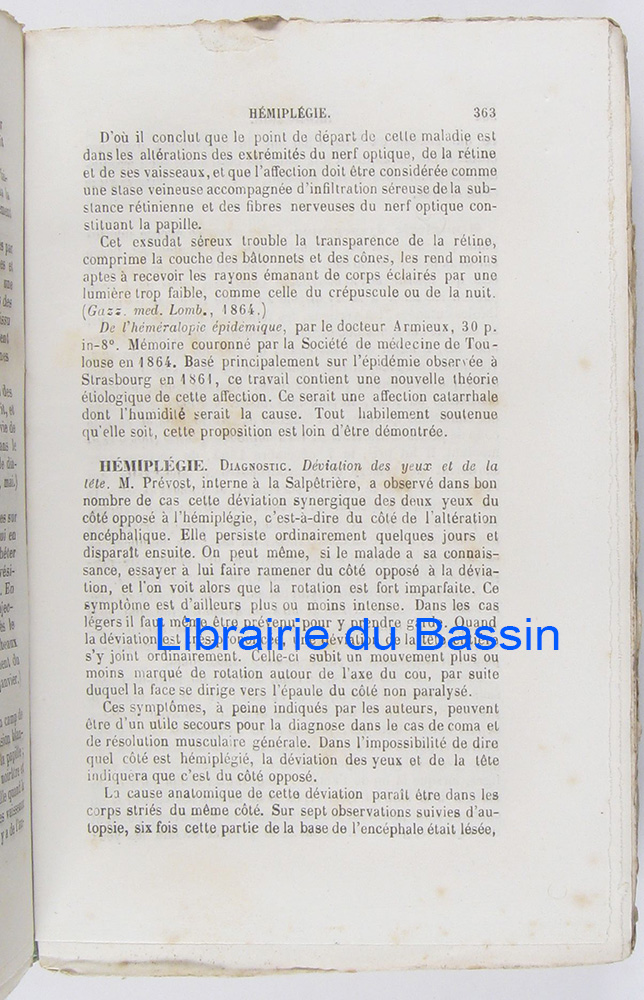 HÉMIPLÉGIE. 363
D'où il conclut que le point de départ de cette maladie est
dans les altérations des extrémités du nerf optique, de la rétine
et de ses vaisseaux, et que l'affection doit être considérée comme
une stase veineuse accompagnée d'infiltration séreuse de la sub-
stance rétinienne et des fibres nerveuses du nerf optique con-
stituant la papille.
Cet exsudat séreux trouble la transparence de la rétine,
comprime la couche des bâtonnets et des cônes, les rend moins
aptes à recevoir les rayons émanant de corps éclairés par une
lumière trop faible, comme celle du crépuscule ou de la nuit.
(Gazz. med. Lomb., 1864.)
De l'héméralopie épidémique, par le docteur Armieux, 30 p.
in-8°. Mémoire couronné par la Société de médecine de Tou-
louse en 1864. Basé principalement sur l'épidémie observée à
Strasbourg en 1861, ce travail contient une nouvelle théorie
étiologique de cette affection. Ce serait une affection catarrhale
dont l'humidité serait la cause. Tout habilement soutenue
qu'elle soit, cette proposition est loin d'être démontrée.
HÉMIPLÉGIE. DIAGNOSTIC. Déviation des yeux et de la
tête. M. Prévost, interne à la Salpêtrière, a observé dans bon
nombre de cas cette déviation synergique des deux yeux du
côté opposé à l'hémiplégie, c'est-à-dire du côté de l'altération
encéphalique. Elle persiste ordinairement quelques jours et
disparaît ensuite. On peut même, si le malade a sa connais-
sance, essayer à lui faire ramener du côté opposé à la dévia-
tion, et l'on voit alors que la rotation est fort imparfaite. Ce
symptôme est d'ailleurs plus ou moins intense. Dans les cas
légers il faut même être prévenu pour y prendre garde. Quand
la déviation est très-prononcée, une déviation de la tête
Librairie du Bassin
s'y joint ordinairement. Celle-ci subit un mouvement plus ou
moins marqué de rotation autour de l'axe du cou, par suite
duquel la face se dirige vers l'épaule du côté non paralysé.
Ces symptômes, à peine indiqués par les auteurs, peuvent
être d'un utile secours pour la diagnose dans le cas de coma et
de résolution musculaire générale. Dans l'impossibilité de dire
quel côté est hémiplégié, la déviation des yeux et de la tête
indiquera que c'est du côté opposé.
La cause anatomique de cette déviation paraît être dans les
corps striés du même côté. Sur sept observations suivies d'au-
topsie, six fois cette partie de la base de l'encéphale était lésée,